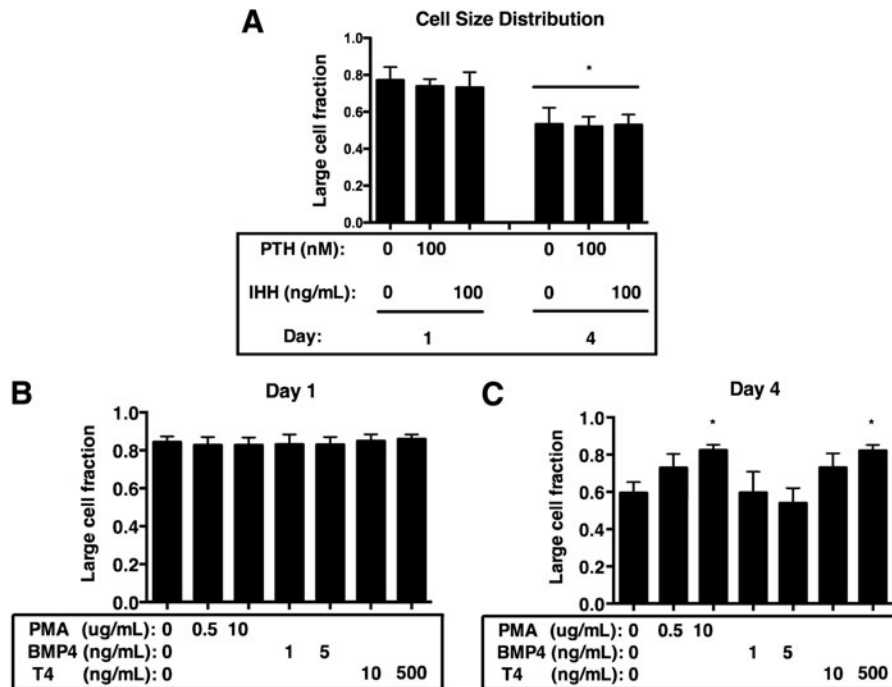 A
Cell Size Distribution
Large cell fraction
1.0
0.8
0.6
0.4
0.2
0.0
*
PTH (nM): 0 100 0 100
IHH (ng/mL): 0 100 0 100
Day: 1 4
B
Day 1
Large cell fraction
1.0
0.8
0.6
0.4
0.2
0.0
PMA (ug/mL): 0 0.5 10
BMP4 (ng/mL): 0 1 5
T4 (ng/mL): 0 10 500
C
Day 4
Large cell fraction
1.0
0.8
0.6
0.4
0.2
0.0
* *
PMA (ug/mL): 0 0.5 10
BMP4 (ng/mL): 0 1 5
T4 (ng/mL): 0 10 500